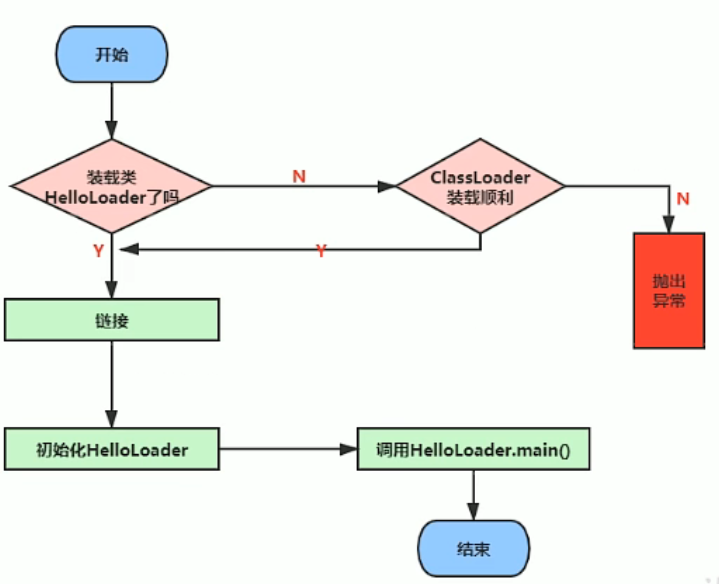 开始
装载类
HelloLoader了吗
N
ClassLoader
装载顺利
N
Y
Y
抛出
异常
链接
初始化HelloLoader
调用HelloLoader.main()
结束